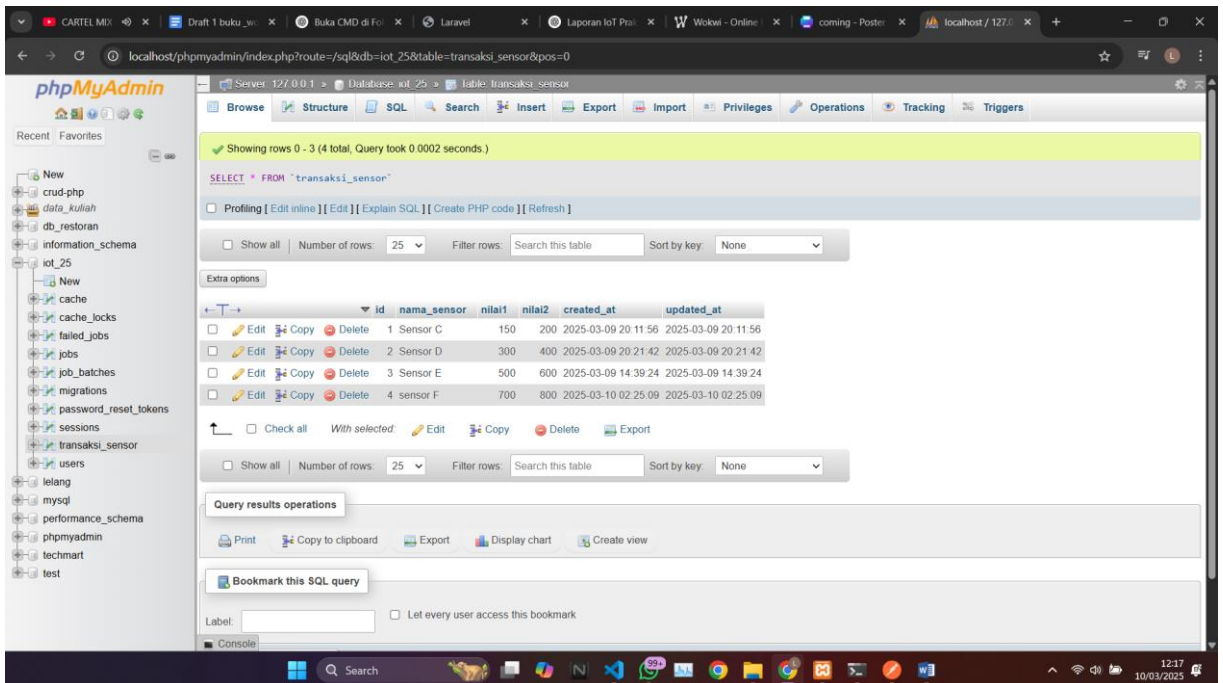 CARTEL MIX
Draft 1 buku_wo
Buka CMD di Fol
Laravel
Laporan IoT Prak
Wokwi - Online
coming - Poster
localhost / 127.0
localhost/phpmyadmin/index.php?route=/sql&db=iot_25&table=transaksi_sensor&pos=0
L
phpMyAdmin
Recent Favorites
New
crud-php
data_kuliah
db_restoran
information_schema
iot_25
New
cache
cache_locks
failed_jobs
jobs
job_batches
migrations
password_reset_tokens
sessions
transaksi_sensor
users
lelang
mysql
performance_schema
phpmyadmin
techmart
test
Server: 127.0.0.1 » Database: iot_25 » Table: transaksi_sensor
Browse Structure SQL Search Insert Export Import Privileges Operations Tracking Triggers
Showing rows 0 - 3 (4 total, Query took 0.0002 seconds.)
SELECT * FROM `transaksi_sensor`
Profiling [ Edit inline ] [ Edit ] [ Explain SQL ] [ Create PHP code ] [ Refresh ]
Show all | Number of rows: 25 Filter rows: Search this table Sort by key: None
Extra options
←T→ id nama_sensor nilai1 nilai2 created_at updated_at
Edit Copy Delete 1 Sensor C 150 200 2025-03-09 20:11:56 2025-03-09 20:11:56
Edit Copy Delete 2 Sensor D 300 400 2025-03-09 20:21:42 2025-03-09 20:21:42
Edit Copy Delete 3 Sensor E 500 600 2025-03-09 14:39:24 2025-03-09 14:39:24
Edit Copy Delete 4 sensor F 700 800 2025-03-10 02:25:09 2025-03-10 02:25:09
Check all With selected: Edit Copy Delete Export
Show all | Number of rows: 25 Filter rows: Search this table Sort by key: None
Query results operations
Print Copy to clipboard Export Display chart Create view
Bookmark this SQL query
Label: Let every user access this bookmark
Console
Search
99+
12:17
10/03/2025